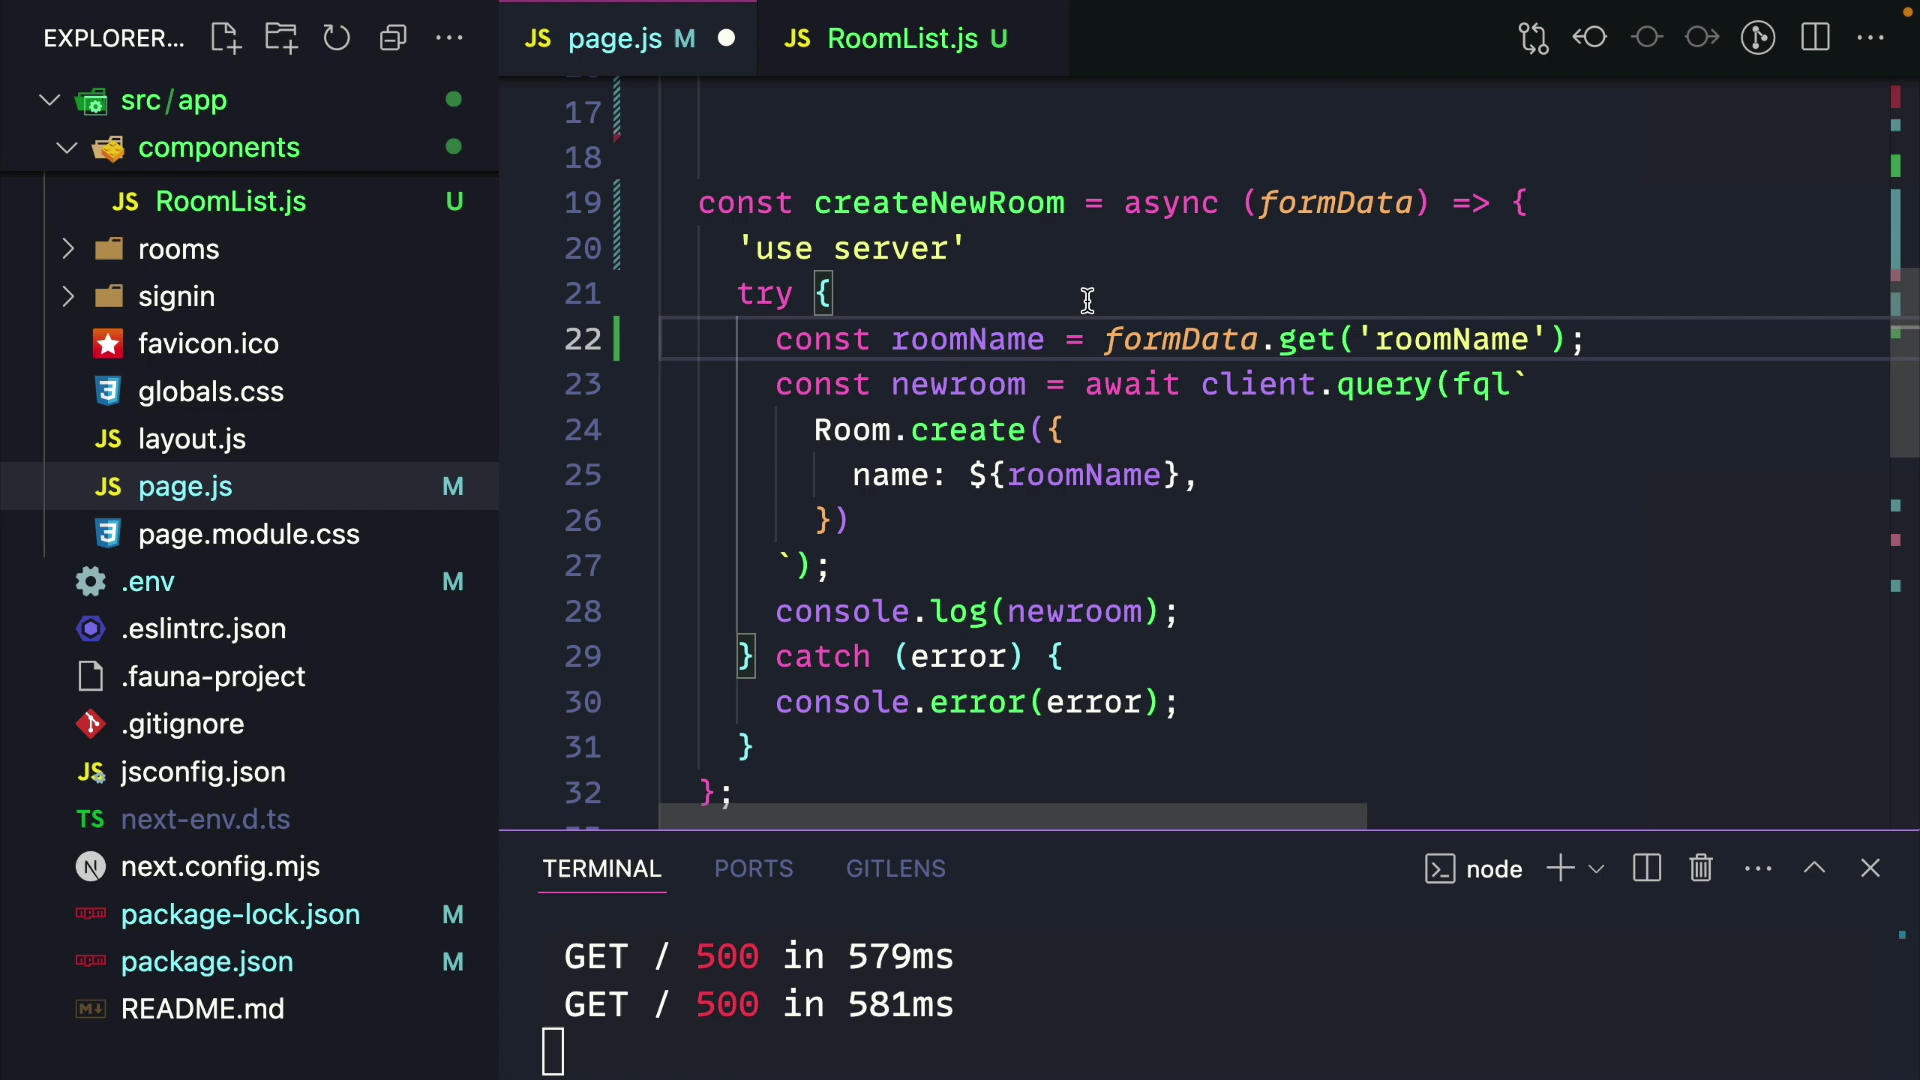 EXPLORER...
src/app
components
JS RoomList.js U
rooms
signin
favicon.ico
globals.css
JS layout.js
JS page.js M
page.module.css
.env M
.eslintrc.json
.fauna-project
.gitignore
JS jsconfig.json
TS next-env.d.ts
N next.config.mjs
package-lock.json M
package.json M
README.md
JS page.js M
JS RoomList.js U
17
18
19 const createNewRoom = async (formData) => {
20 'use server'
21 try {
22 const roomName = formData.get('roomName');
23 const newroom = await client.query(fql`
24 Room.create({
25 name: ${roomName},
26 })
27 `);
28 console.log(newroom);
29 } catch (error) {
30 console.error(error);
31 }
32 };
TERMINAL PORTS GITLENS
node
GET / 500 in 579ms
GET / 500 in 581ms